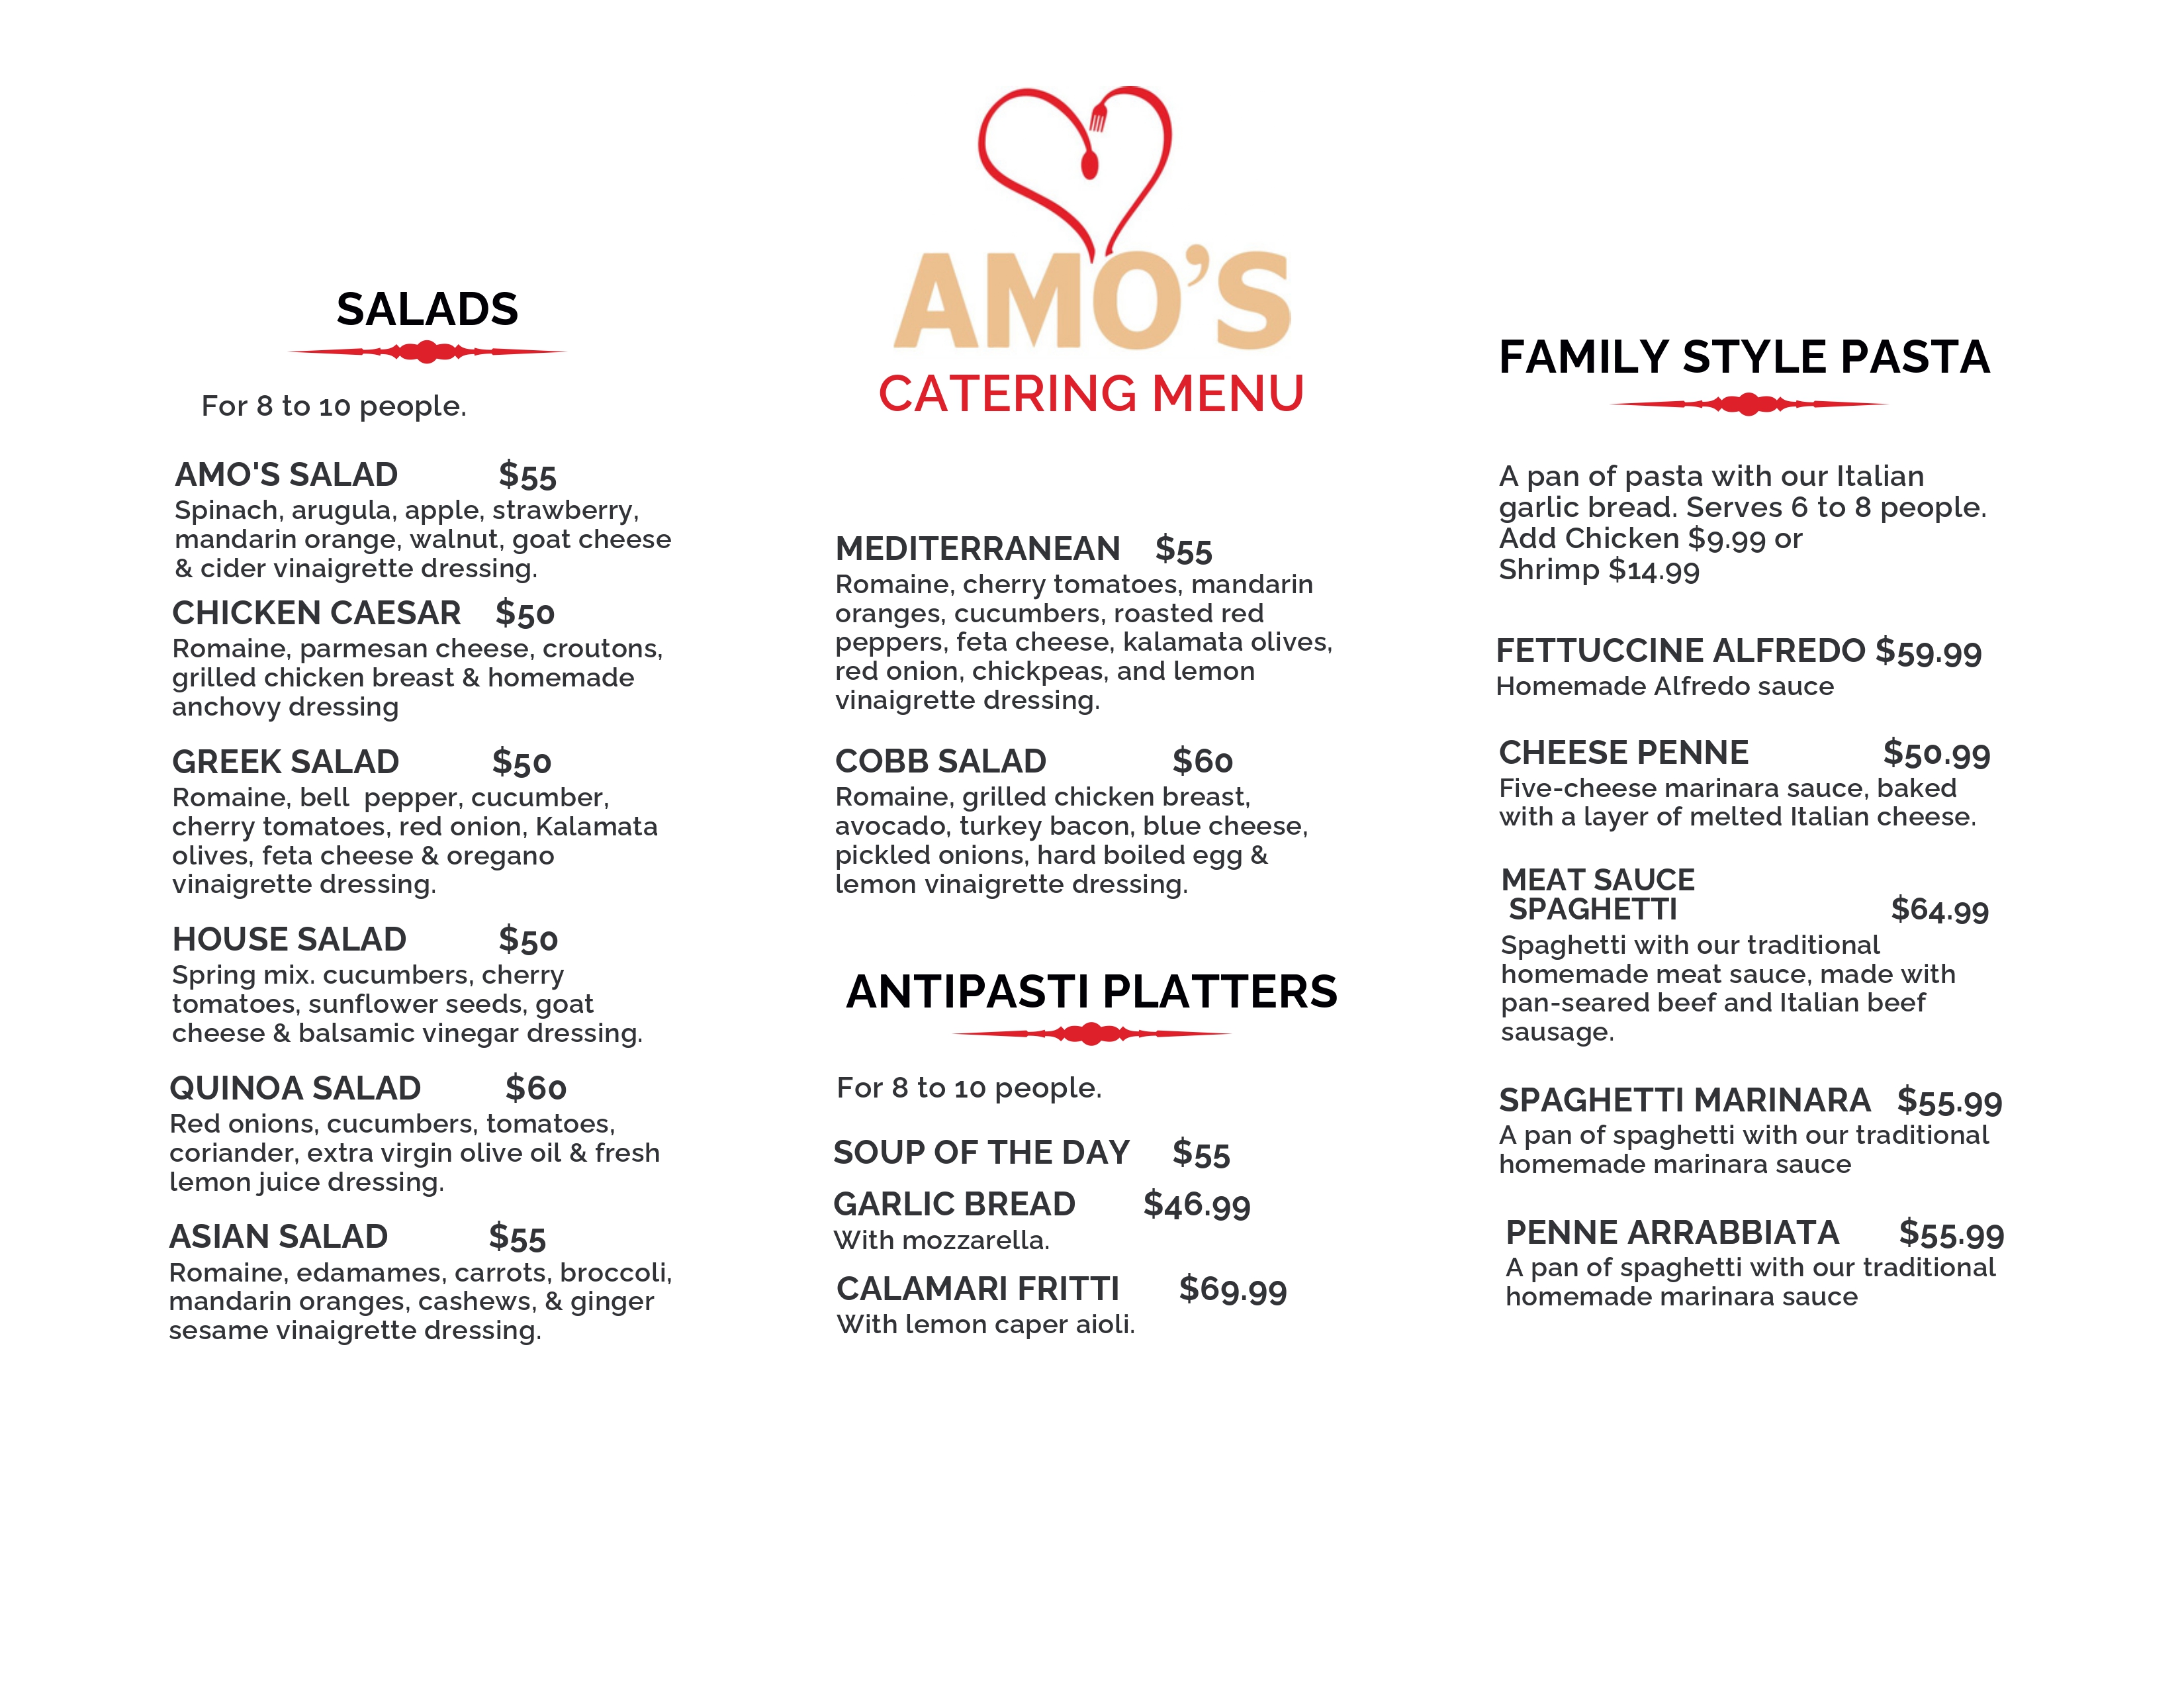 SALADS
For 8 to 10 people.
AMO'S SALAD $55
Spinach, arugula, apple, strawberry,
mandarin orange, walnut, goat cheese
& cider vinaigrette dressing.
CHICKEN CAESAR $50
Romaine, parmesan cheese, croutons,
grilled chicken breast & homemade
anchovy dressing
GREEK SALAD $50
Romaine, bell  pepper, cucumber,
cherry tomatoes, red onion, Kalamata
olives, feta cheese & oregano
vinaigrette dressing.
HOUSE SALAD $50
Spring mix. cucumbers, cherry
tomatoes, sunflower seeds, goat
cheese & balsamic vinegar dressing.
QUINOA SALAD $60
Red onions, cucumbers, tomatoes,
coriander, extra virgin olive oil & fresh
lemon juice dressing.
ASIAN SALAD $55
Romaine, edamames, carrots, broccoli,
mandarin oranges, cashews, & ginger
sesame vinaigrette dressing.
AMO'S
CATERING MENU
MEDITERRANEAN $55
Romaine, cherry tomatoes, mandarin
oranges, cucumbers, roasted red
peppers, feta cheese, kalamata olives,
red onion, chickpeas, and lemon
vinaigrette dressing.
COBB SALAD $60
Romaine, grilled chicken breast,
avocado, turkey bacon, blue cheese,
pickled onions, hard boiled egg &
lemon vinaigrette dressing.
ANTIPASTI PLATTERS
For 8 to 10 people.
SOUP OF THE DAY $55
GARLIC BREAD $46.99
With mozzarella.
CALAMARI FRITTI $69.99
With lemon caper aioli.
FAMILY STYLE PASTA
A pan of pasta with our Italian
garlic bread. Serves 6 to 8 people.
Add Chicken $9.99 or
Shrimp $14.99
FETTUCCINE ALFREDO $59.99
Homemade Alfredo sauce
CHEESE PENNE $50.99
Five-cheese marinara sauce, baked
with a layer of melted Italian cheese.
MEAT SAUCE
SPAGHETTI $64.99
Spaghetti with our traditional
homemade meat sauce, made with
pan-seared beef and Italian beef
sausage.
SPAGHETTI MARINARA $55.99
A pan of spaghetti with our traditional
homemade marinara sauce
PENNE ARRABBIATA $55.99
A pan of spaghetti with our traditional
homemade marinara sauce